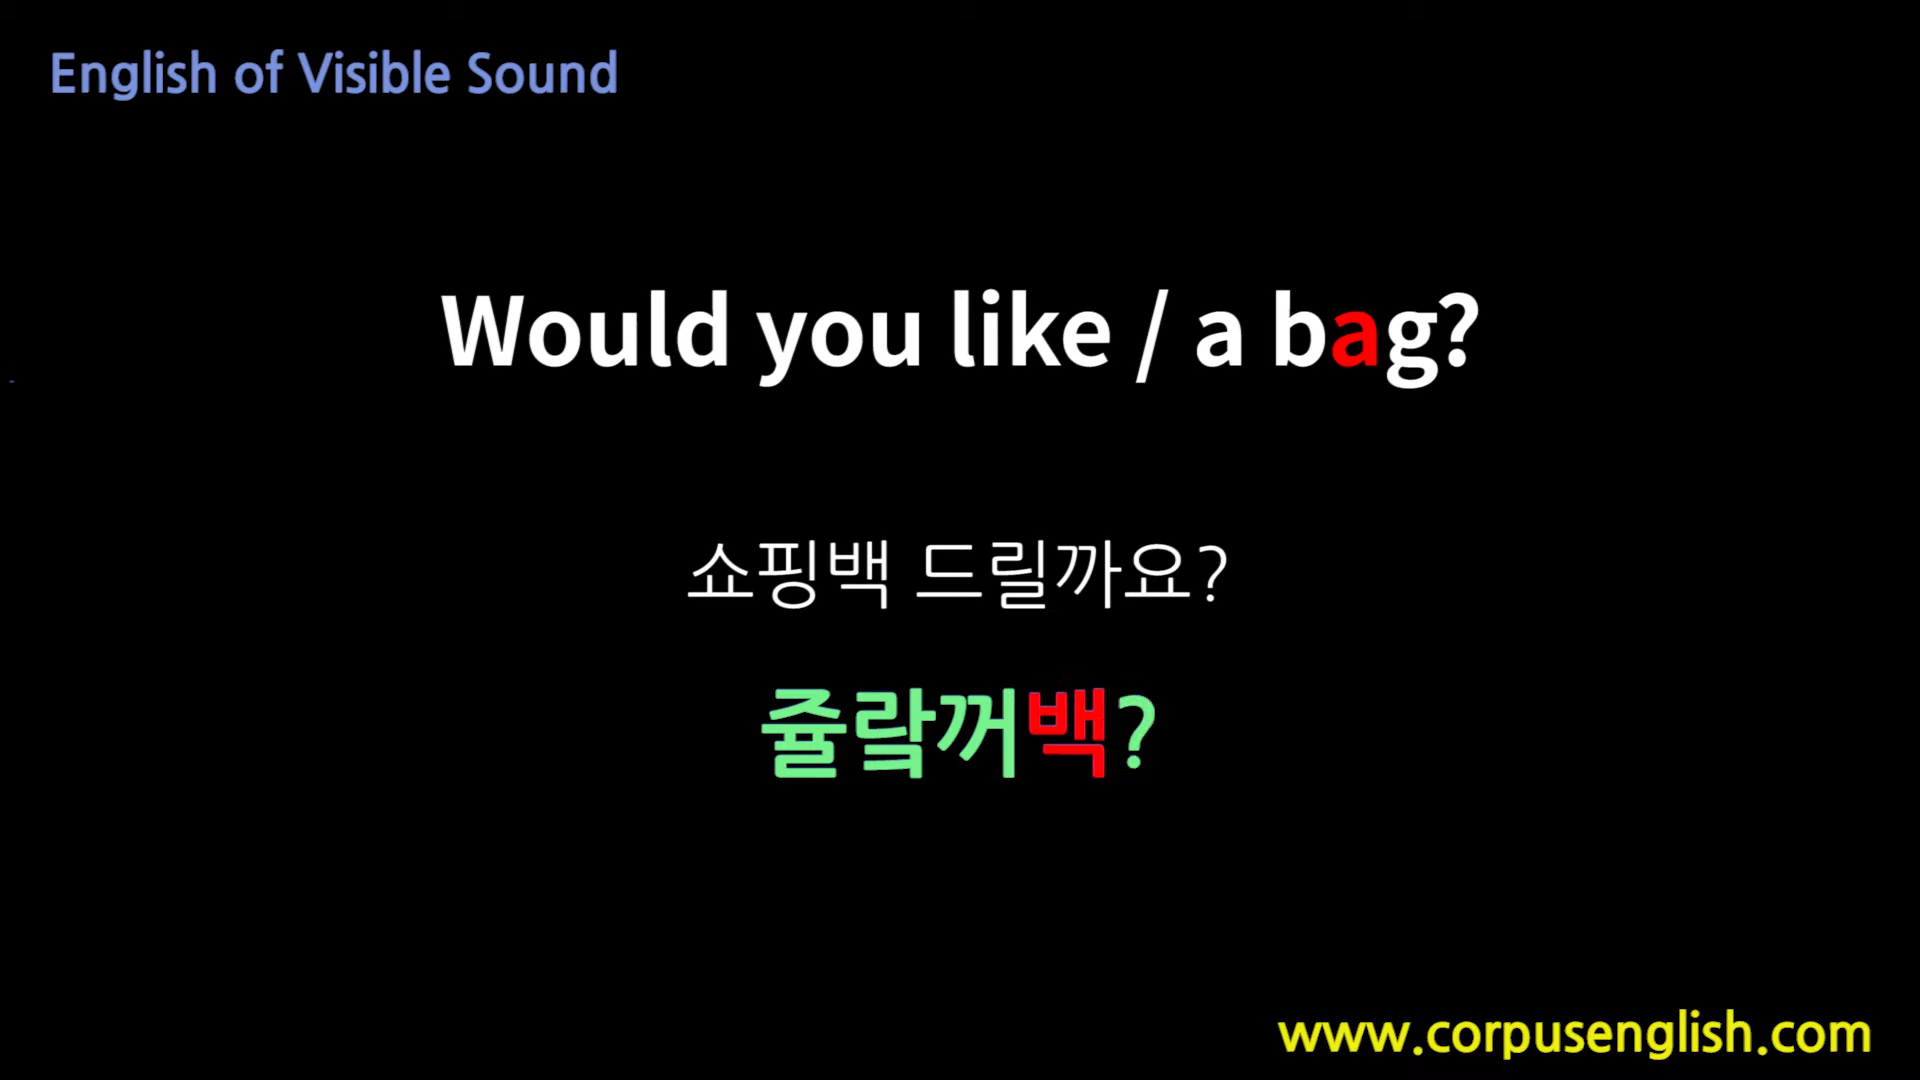 English of Visible Sound
Would you like / a bag?
쇼핑백 드릴까요?
쥴랔꺼백?
www.corpusenglish.com